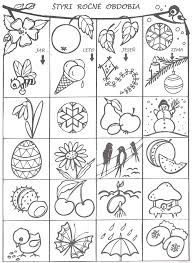 ŠTYRI ROČNÉ OBDOBIA
JAR LETO JESEŇ ZIMA